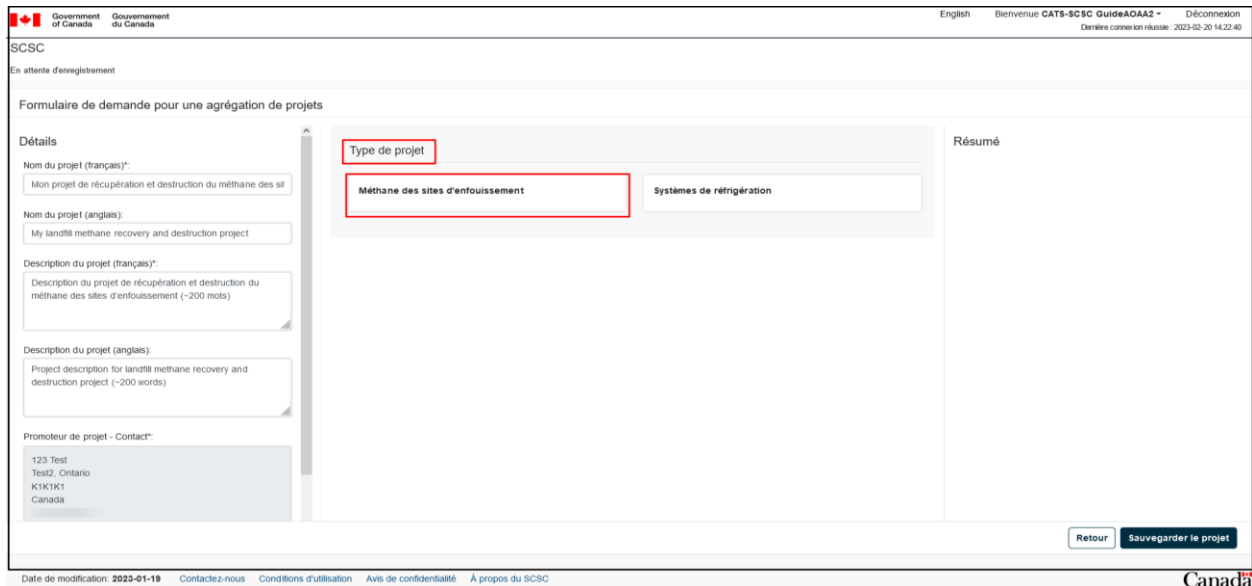 Government Gouvernement
of Canada du Canada
English Bienvenue CATS-SCSC GuideAOAA2 Déconnexion
Dernière connexion réussie : 2023-02-20 14:22:40
SCSC
En attente d'enregistrement
Formulaire de demande pour une agrégation de projets
Détails
Nom du projet (français)*:
Mon projet de récupération et destruction du méthane des sit
Nom du projet (anglais):
My landfill methane recovery and destruction project
Description du projet (français)*:
Description du projet de récupération et destruction du
méthane des sites d'enfouissement (~200 mots)
Description du projet (anglais):
Project description for landfill methane recovery and
destruction project (~200 words)
Promoteur de projet - Contact*:
123 Test
Test2, Ontario
K1K1K1
Canada
Type de projet
Méthane des sites d'enfouissement
Systèmes de réfrigération
Résumé
Retour Sauvegarder le projet
Date de modification: 2023-01-19 Contactez-nous Conditions d'utilisation Avis de confidentialité À propos du SCSC
Canada